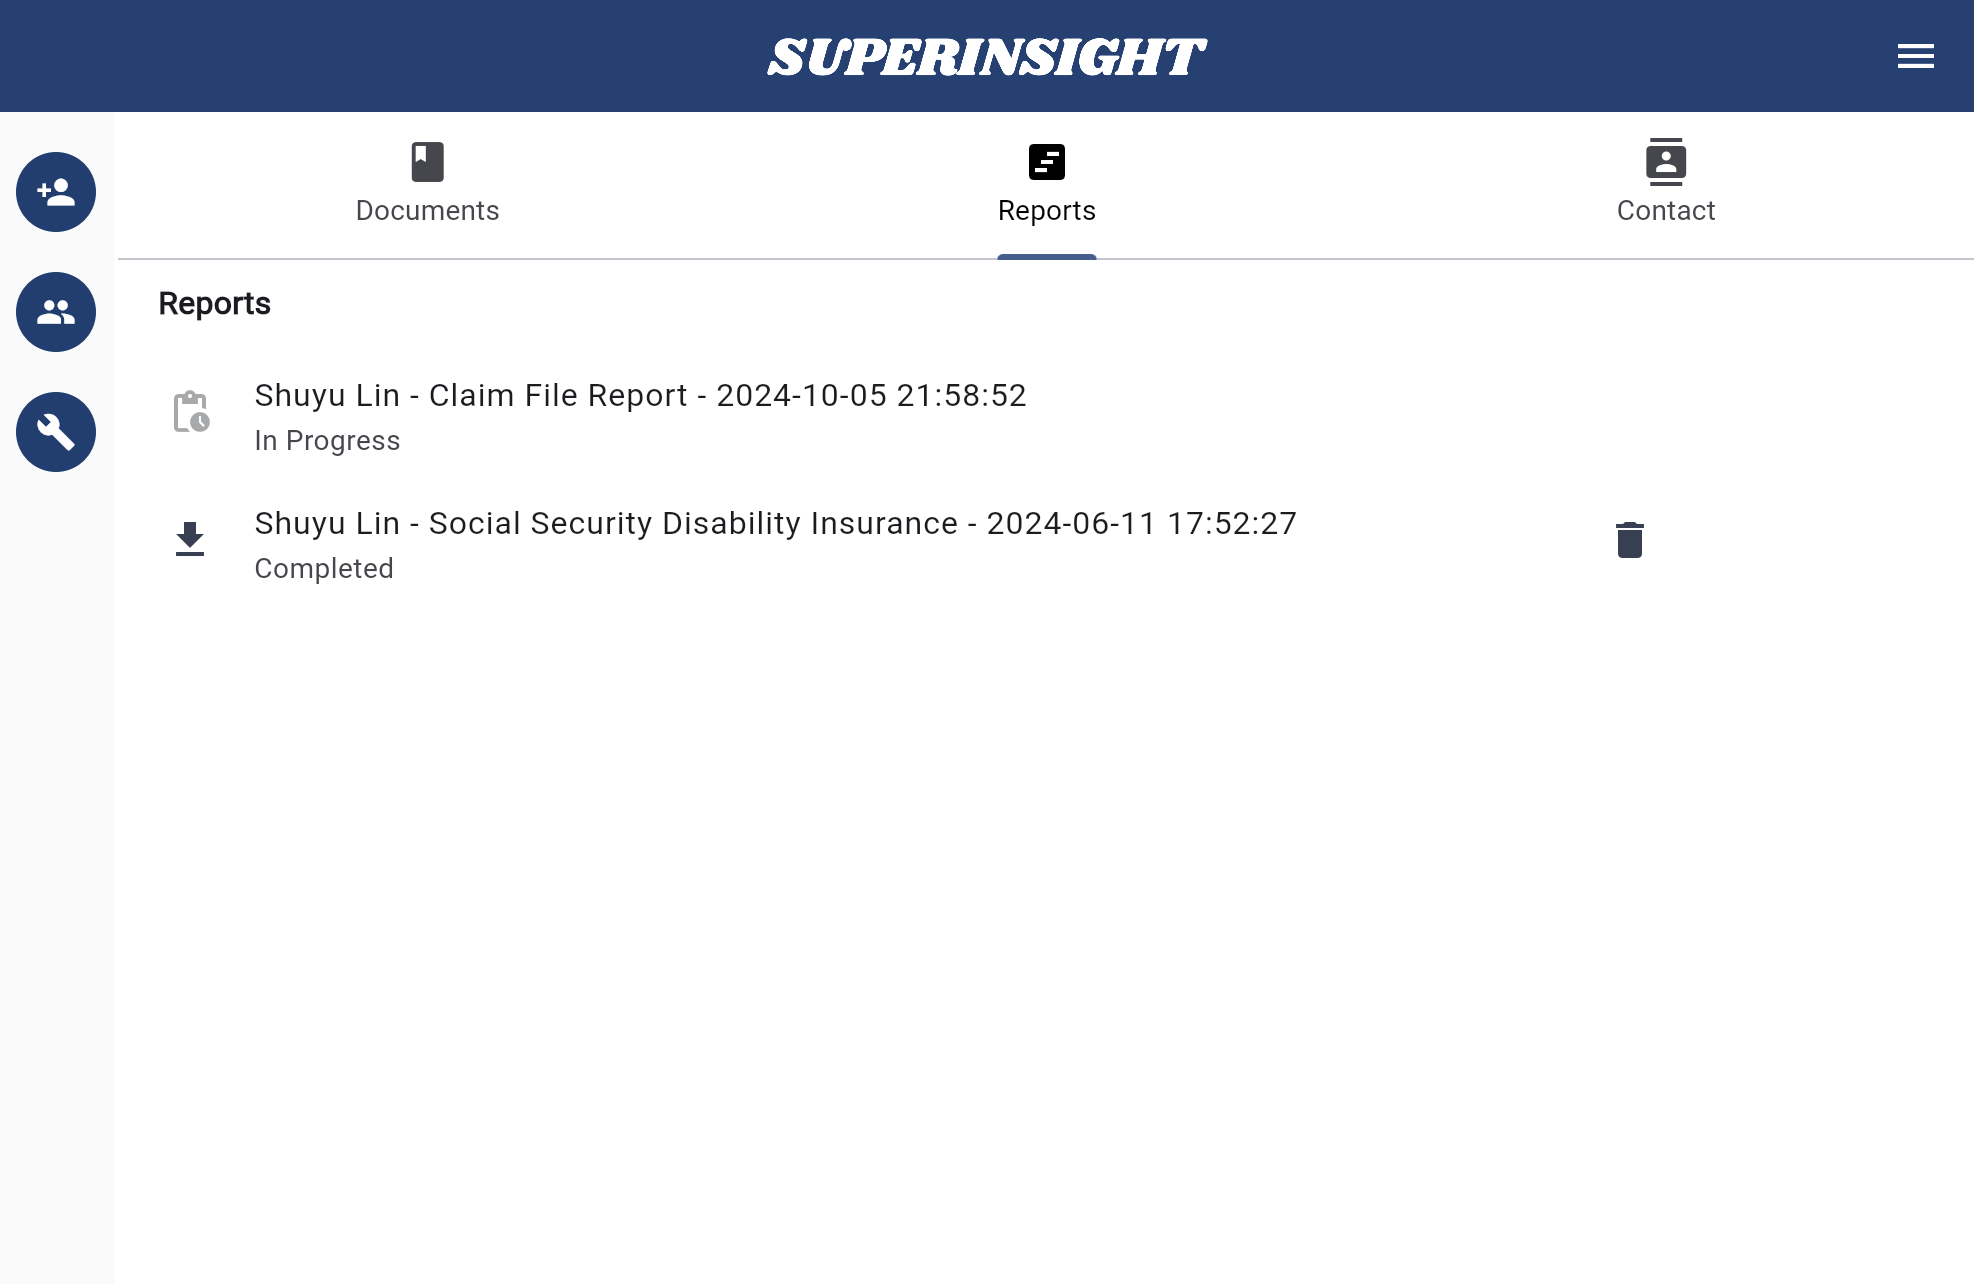 SUPERINSIGHT
Documents
Reports
Contact
Reports
Shuyu Lin - Claim File Report - 2024-10-05 21:58:52
In Progress
Shuyu Lin - Social Security Disability Insurance - 2024-06-11 17:52:27
Completed